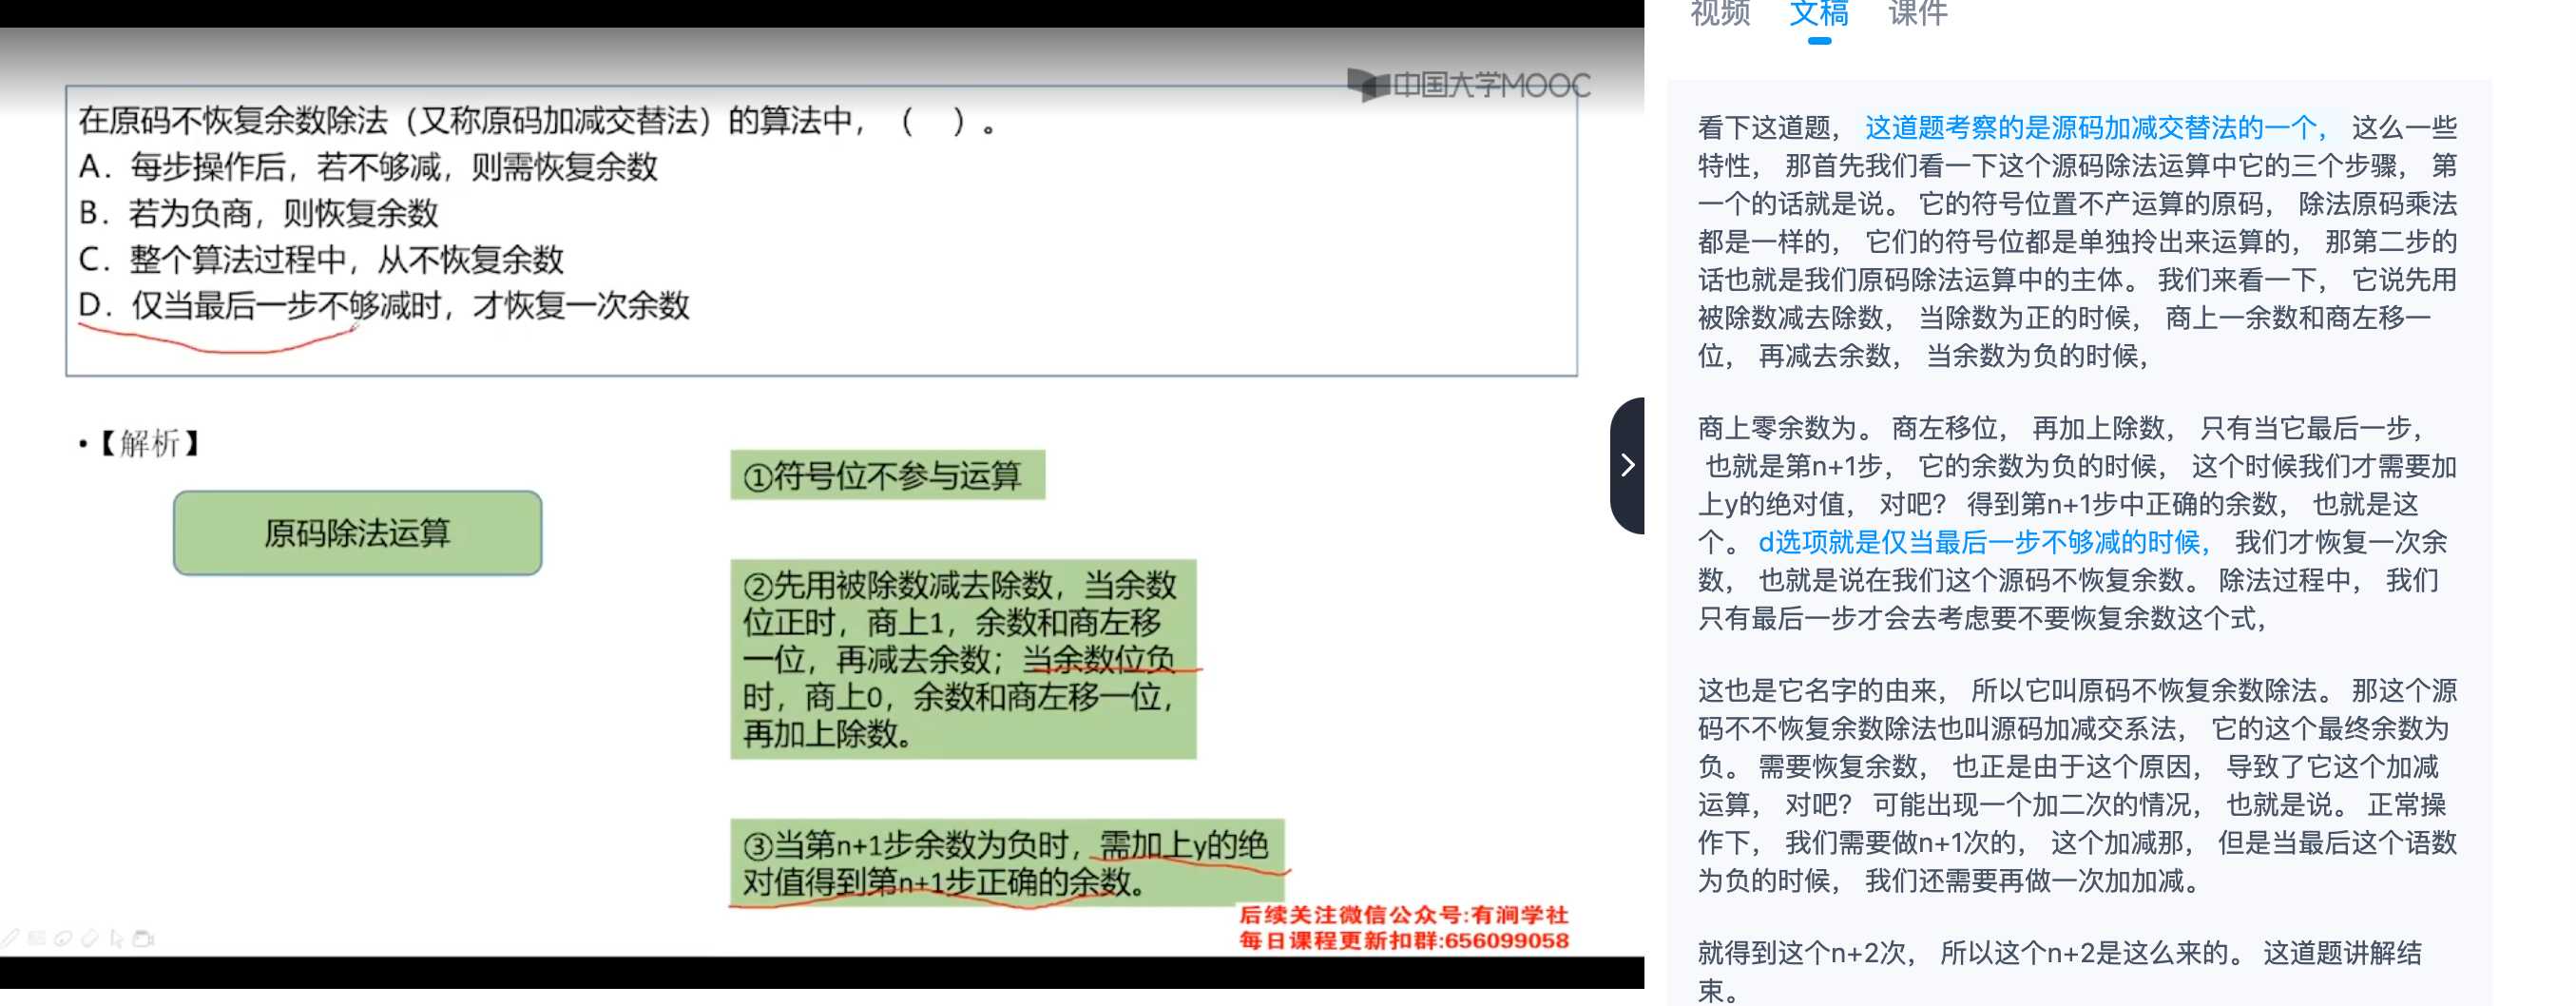 中国大学MOOC
在原码不恢复余数除法（又称原码加减交替法）的算法中，（ ）。
A．每步操作后，若不够减，则需恢复余数
B．若为负商，则恢复余数
C．整个算法过程中，从不恢复余数
D．仅当最后一步不够减时，才恢复一次余数
•【解析】
原码除法运算
①符号位不参与运算
②先用被除数减去除数，当余数
位正时，商上1，余数和商左移
一位，再减去余数；当余数位负
时，商上0，余数和商左移一位，
再加上除数。
③当第n+1步余数为负时，需加上y的绝
对值得到第n+1步正确的余数。
后续关注微信公众号:有涧学社
每日课程更新扣群:656099058
视频 文稿 课件
看下这道题， 这道题考察的是源码加减交替法的一个， 这么一些
特性， 那首先我们看一下这个源码除法运算中它的三个步骤， 第
一个的话就是说。 它的符号位置不产运算的原码， 除法原码乘法
都是一样的， 它们的符号位都是单独拎出来运算的， 那第二步的
话也就是我们原码除法运算中的主体。 我们来看一下， 它说先用
被除数减去除数， 当除数为正的时候， 商上一余数和商左移一
位， 再减去余数， 当余数为负的时候，
商上零余数为。 商左移位， 再加上除数， 只有当它最后一步，
也就是第n+1步， 它的余数为负的时候， 这个时候我们才需要加
上y的绝对值， 对吧？ 得到第n+1步中正确的余数， 也就是这
个。 d选项就是仅当最后一步不够减的时候， 我们才恢复一次余
数， 也就是说在我们这个源码不恢复余数。 除法过程中， 我们
只有最后一步才会去考虑要不要恢复余数这个式，
这也是它名字的由来， 所以它叫原码不恢复余数除法。 那这个源
码不不恢复余数除法也叫源码加减交系法， 它的这个最终余数为
负。 需要恢复余数， 也正是由于这个原因， 导致了它这个加减
运算， 对吧？ 可能出现一个加二次的情况， 也就是说。 正常操
作下， 我们需要做n+1次的， 这个加减那， 但是当最后这个语数
为负的时候， 我们还需要再做一次加加减。
就得到这个n+2次， 所以这个n+2是这么来的。 这道题讲解结
束。